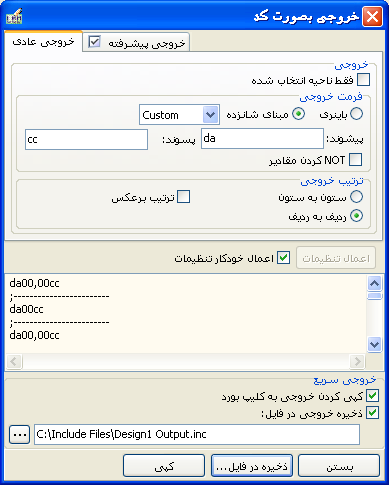 خروجی بصورت کد
خروجی عادی
خروجی پیشرفته
خروجی
فقط ناحیه انتخاب شده
فرمت خروجی
باینری
مبنای شانزده
Custom
پیشوند:
da
پسوند:
cc
NOT کردن مقادیر
ترتیب خروجی
ستون به ستون
ترتیب برعکس
ردیف به ردیف
اعمال تنظیمات
اعمال خودکار تنظیمات
da00,00cc
;------------------------
da00cc
;------------------------
da00,00cc
خروجی سریع
کپی کردن خروجی به کلیپ بورد
ذخیره خروجی در فایل:
C:\Include Files\Design1 Output.inc
...
بستن
ذخیره در فایل...
کپی